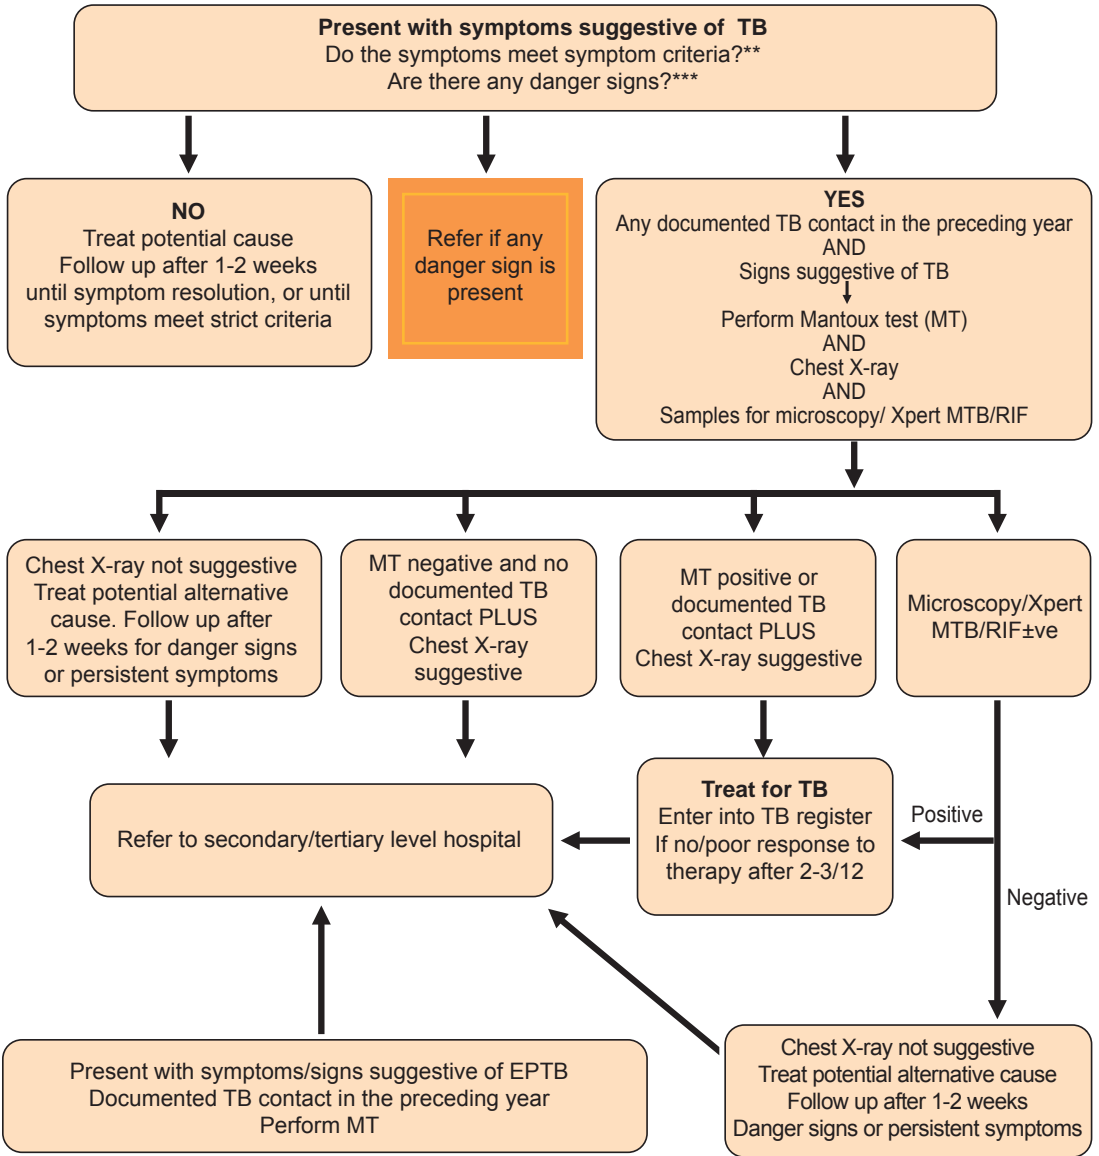 Present with symptoms suggestive of TB
Do the symptoms meet symptom criteria?**
Are there any danger signs?***
NO
Treat potential cause
Follow up after 1-2 weeks
until symptom resolution, or until
symptoms meet strict criteria
Refer if any
danger sign is
present
YES
Any documented TB contact in the preceding year
AND
Signs suggestive of TB
Perform Mantoux test (MT)
AND
Chest X-ray
AND
Samples for microscopy/ Xpert MTB/RIF
Chest X-ray not suggestive
Treat potential alternative
cause. Follow up after
1-2 weeks for danger signs
or persistent symptoms
MT negative and no
documented TB
contact PLUS
Chest X-ray
suggestive
MT positive or
documented TB
contact PLUS
Chest X-ray suggestive
Microscopy/Xpert
MTB/RIF±ve
Refer to secondary/tertiary level hospital
Treat for TB
Enter into TB register
If no/poor response to
therapy after 2-3/12
Positive
Negative
Present with symptoms/signs suggestive of EPTB
Documented TB contact in the preceding year
Perform MT
Chest X-ray not suggestive
Treat potential alternative cause
Follow up after 1-2 weeks
Danger signs or persistent symptoms